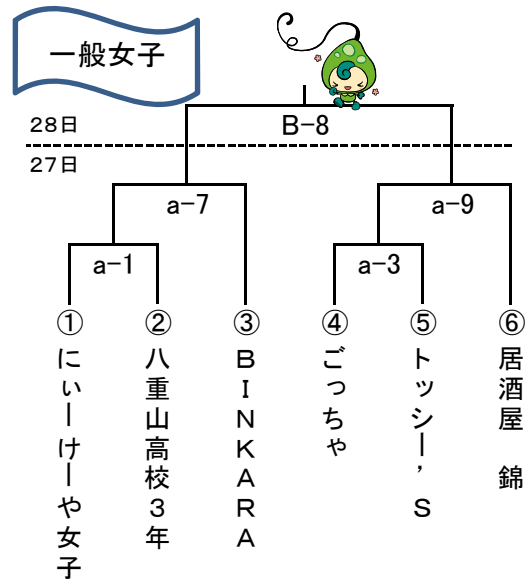 一般女子
28日
B-8
27日
a-7
a-9
a-1
a-3
①
②
③
④
⑤
⑥
にぃーけーや女子
八重山高校3年
BINKARA
ごっちゃ
トッシー’S
居酒屋 錦